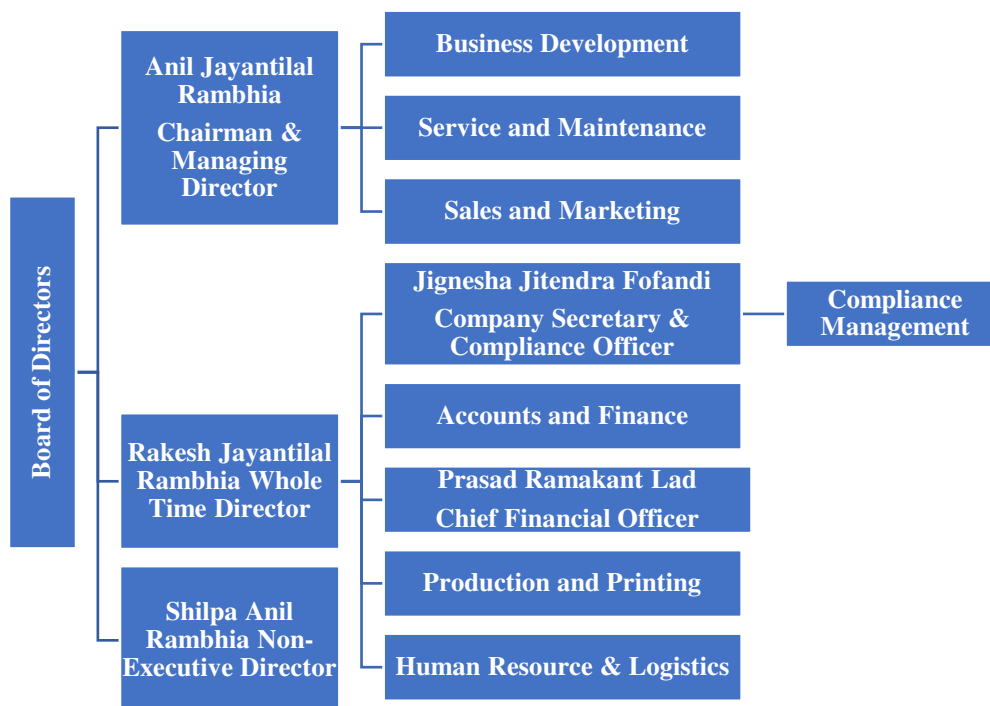 Board of Directors
Anil Jayantilal
Rambhia
Chairman &
Managing
Director
Business Development
Service and Maintenance
Sales and Marketing
Rakesh Jayantilal
Rambhia Whole
Time Director
Jignesha Jitendra Fofandi
Company Secretary &
Compliance Officer
Compliance
Management
Accounts and Finance
Prasad Ramakant Lad
Chief Financial Officer
Production and Printing
Human Resource & Logistics
Shilpa Anil
Rambhia Non-
Executive Director